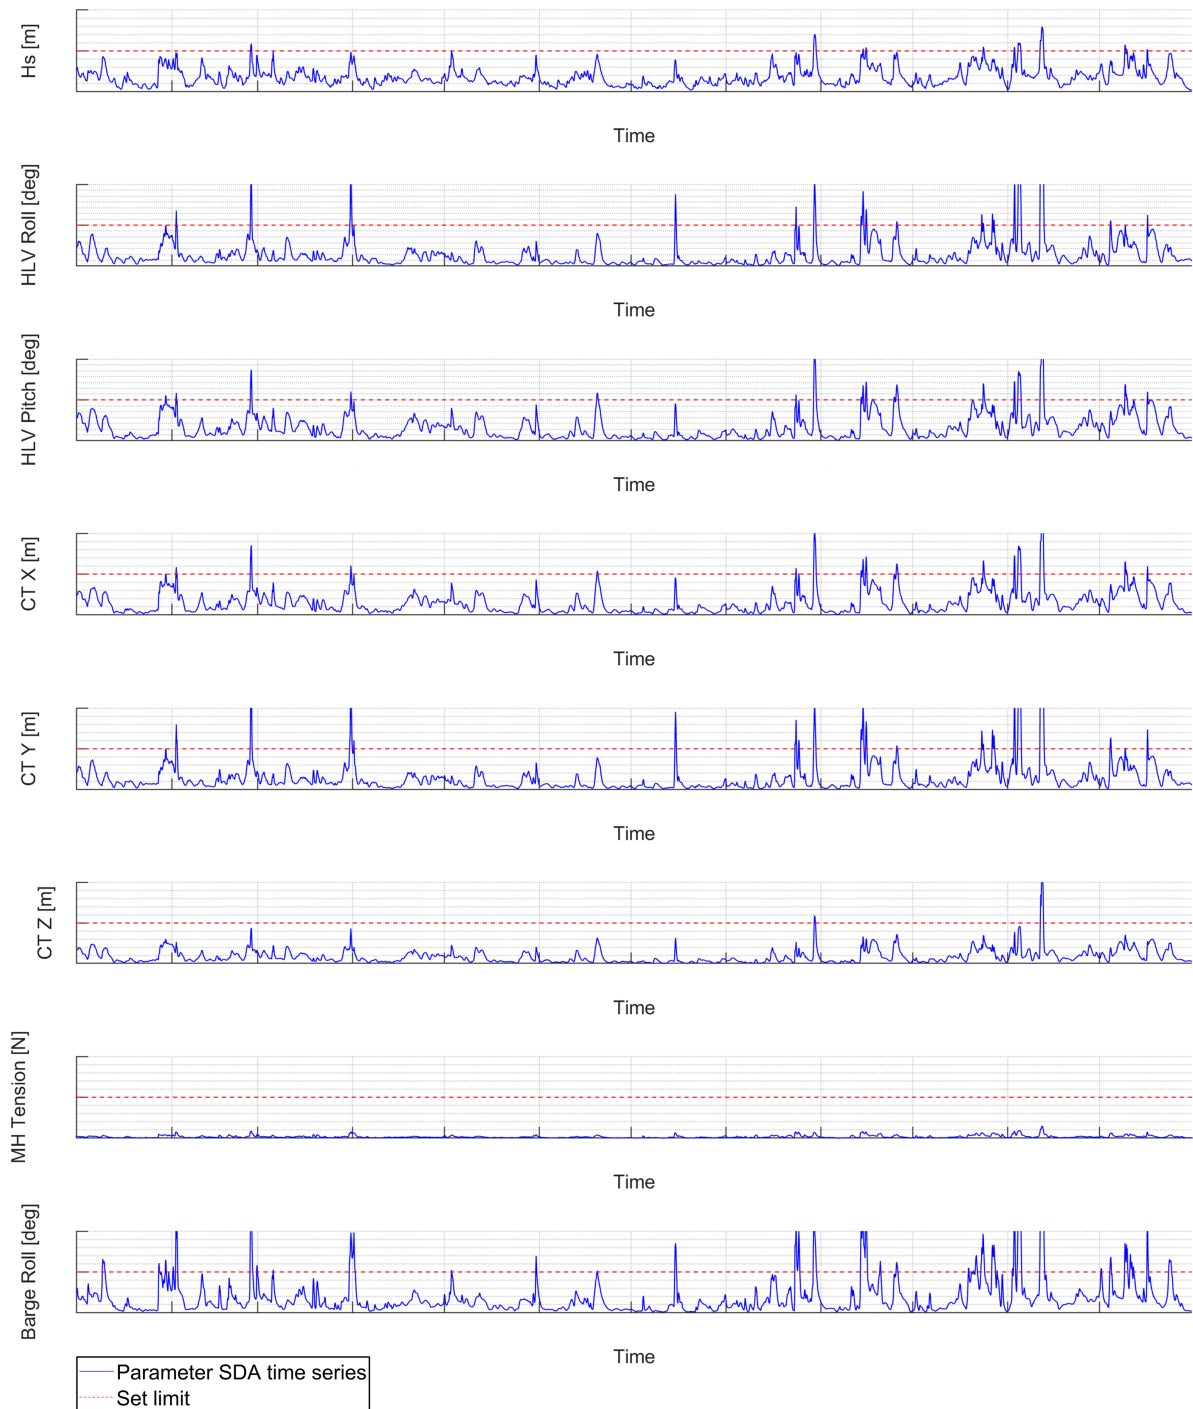 Hs [m]
Time
HLV Roll [deg]
Time
HLV Pitch [deg]
Time
CT X [m]
Time
CT Y [m]
Time
CT Z [m]
Time
MH Tension [N]
Time
Barge Roll [deg]
Time
Parameter SDA time series
Set limit